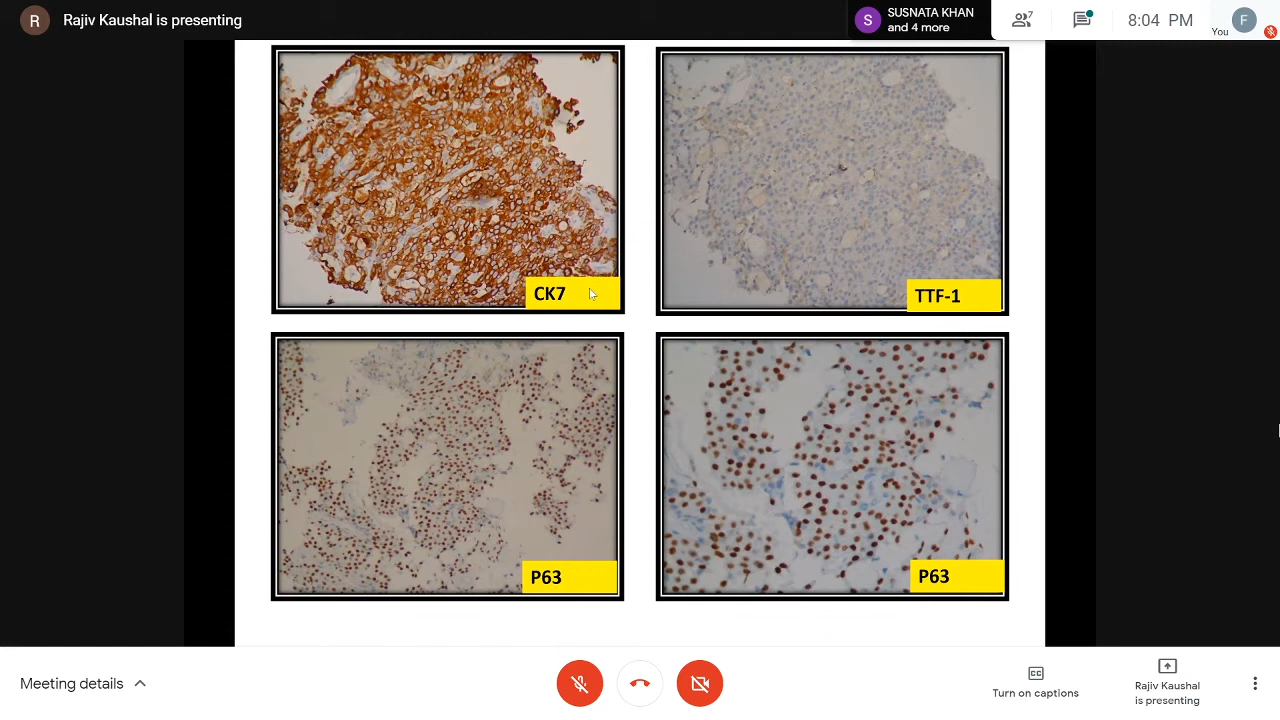 R
Rajiv Kaushal is presenting
S
SUSNATA KHAN
and 4 more
7
8:04 PM
You
F
CK7
TTF-1
P63
P63
Meeting details
CC
Turn on captions
Rajiv Kaushal
is presenting